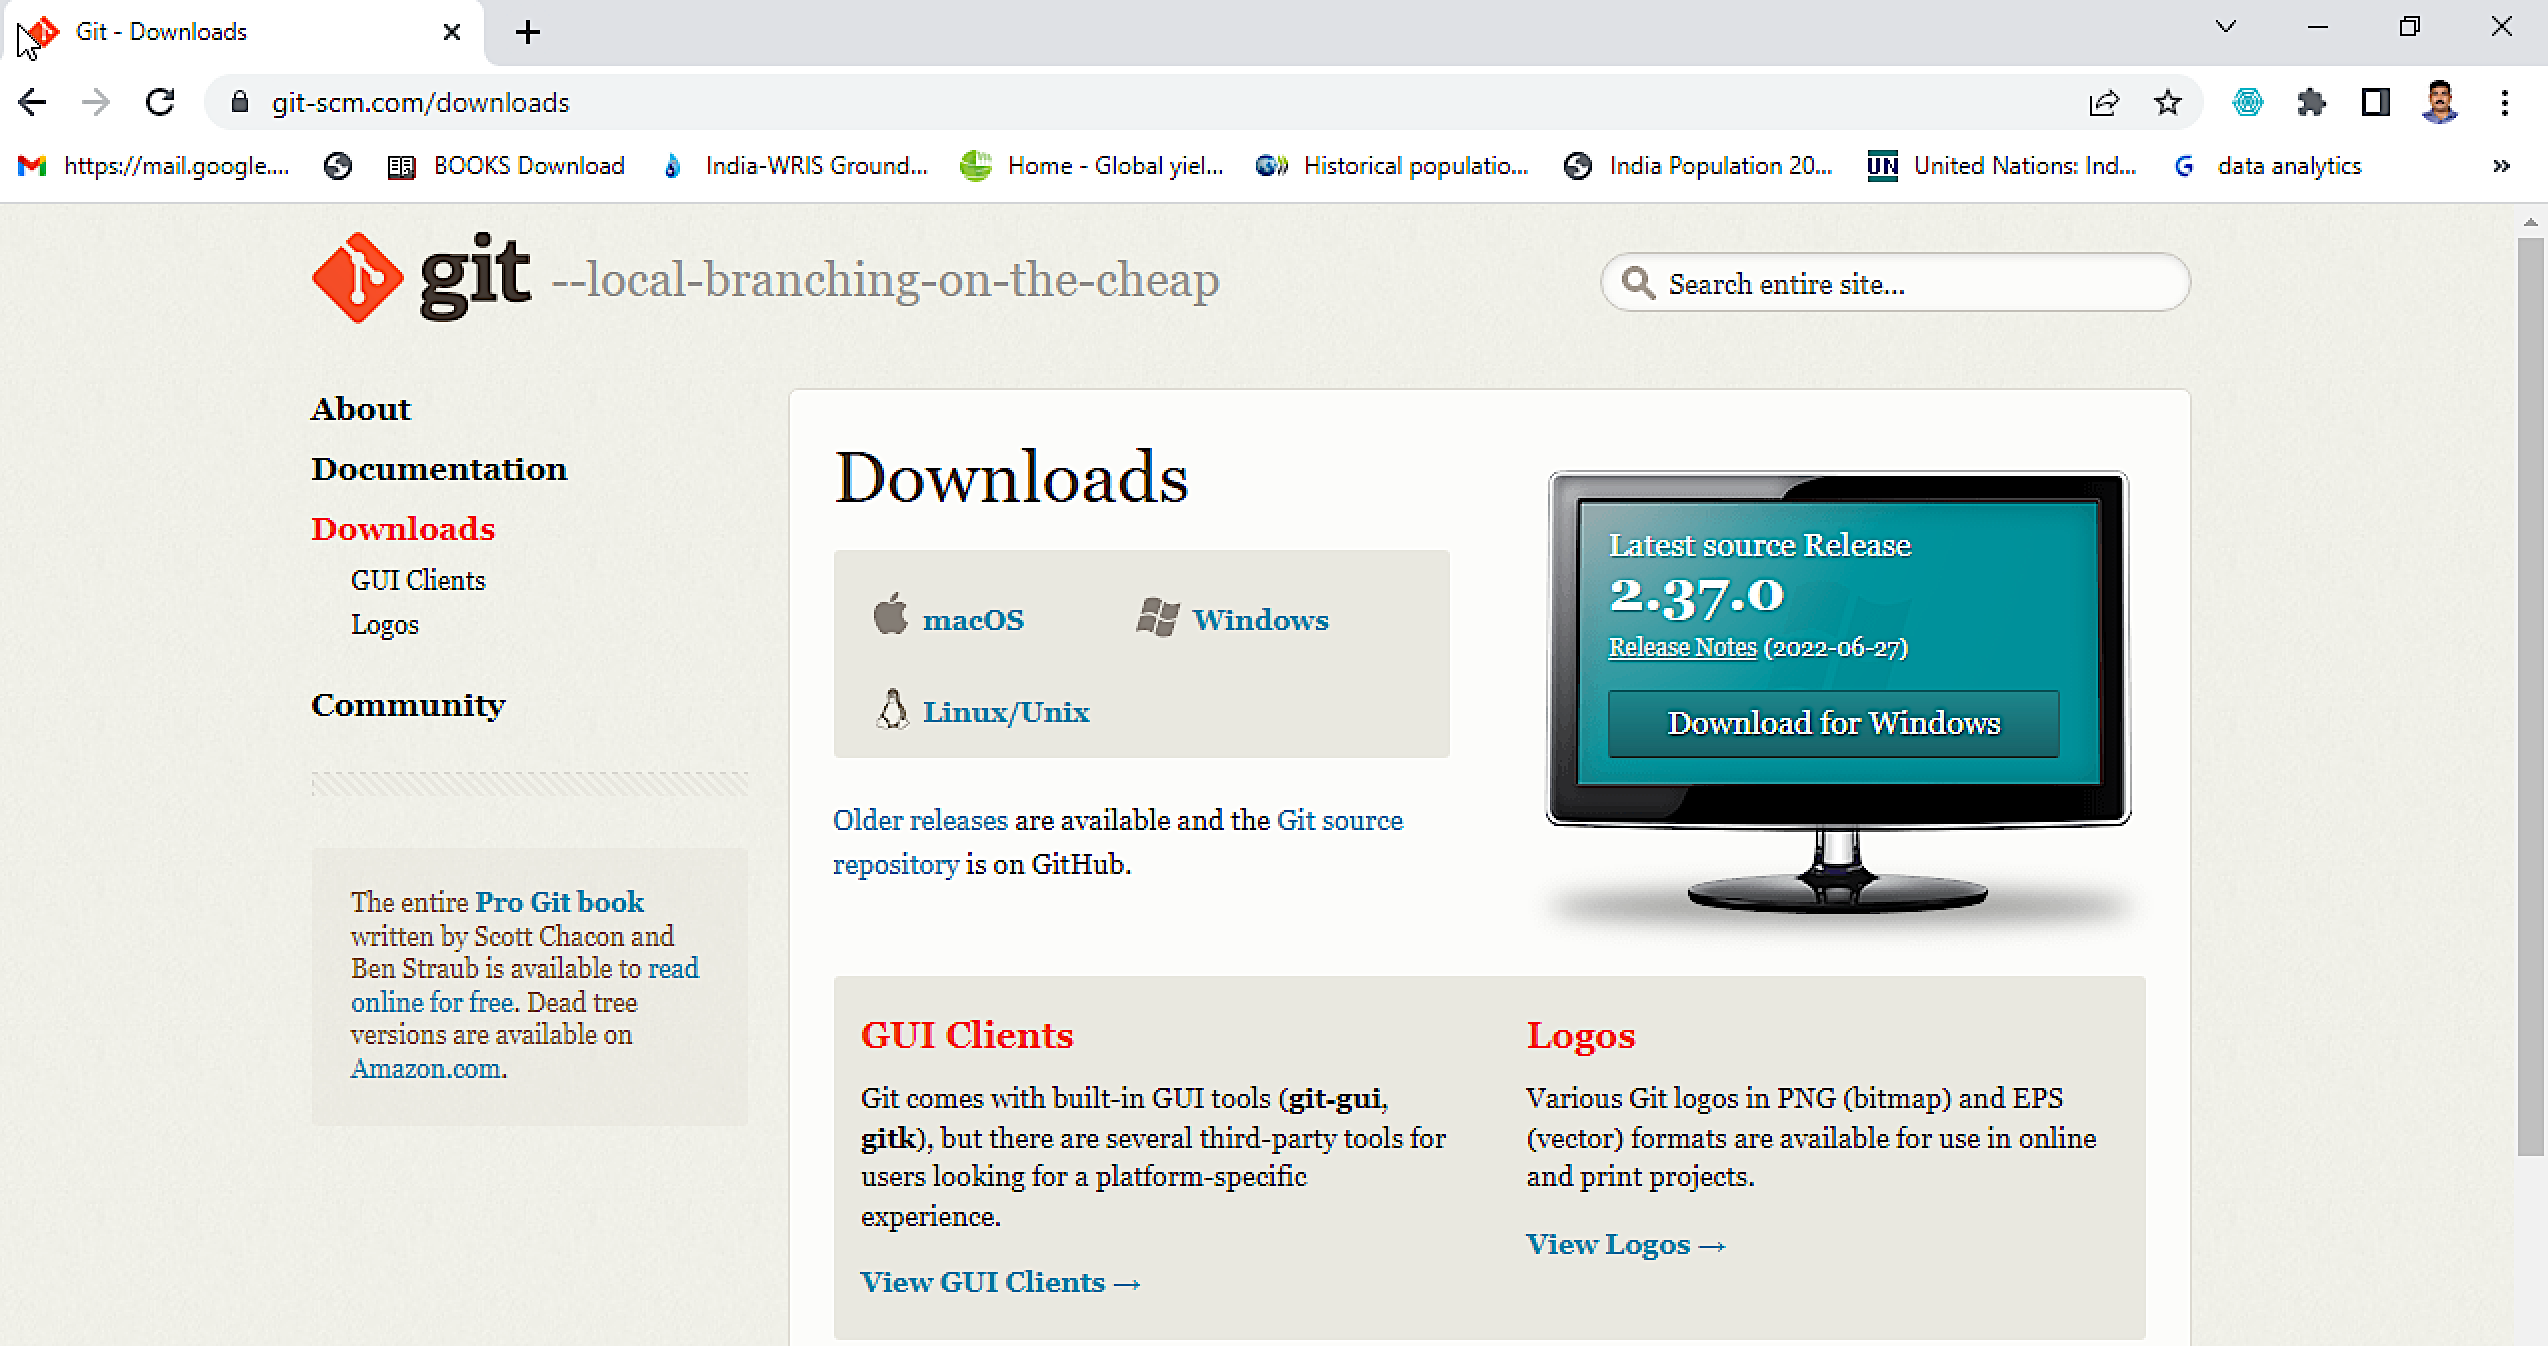 Git - Downloads
git-scm.com/downloads
https://mail.google.... BOOKS Download India-WRIS Ground... Home - Global yiel... Historical populatio... India Population 20... UN United Nations: Ind... data analytics
git --local-branching-on-the-cheap
Search entire site...
About
Documentation
Downloads
GUI Clients
Logos
Community
The entire Pro Git book
written by Scott Chacon and
Ben Straub is available to read
online for free. Dead tree
versions are available on
Amazon.com.
Downloads
macOS Windows
Linux/Unix
Older releases are available and the Git source
repository is on GitHub.
Latest source Release
2.37.0
Release Notes (2022-06-27)
Download for Windows
GUI Clients
Git comes with built-in GUI tools (git-gui,
gitk), but there are several third-party tools for
users looking for a platform-specific
experience.
View GUI Clients →
Logos
Various Git logos in PNG (bitmap) and EPS
(vector) formats are available for use in online
and print projects.
View Logos →